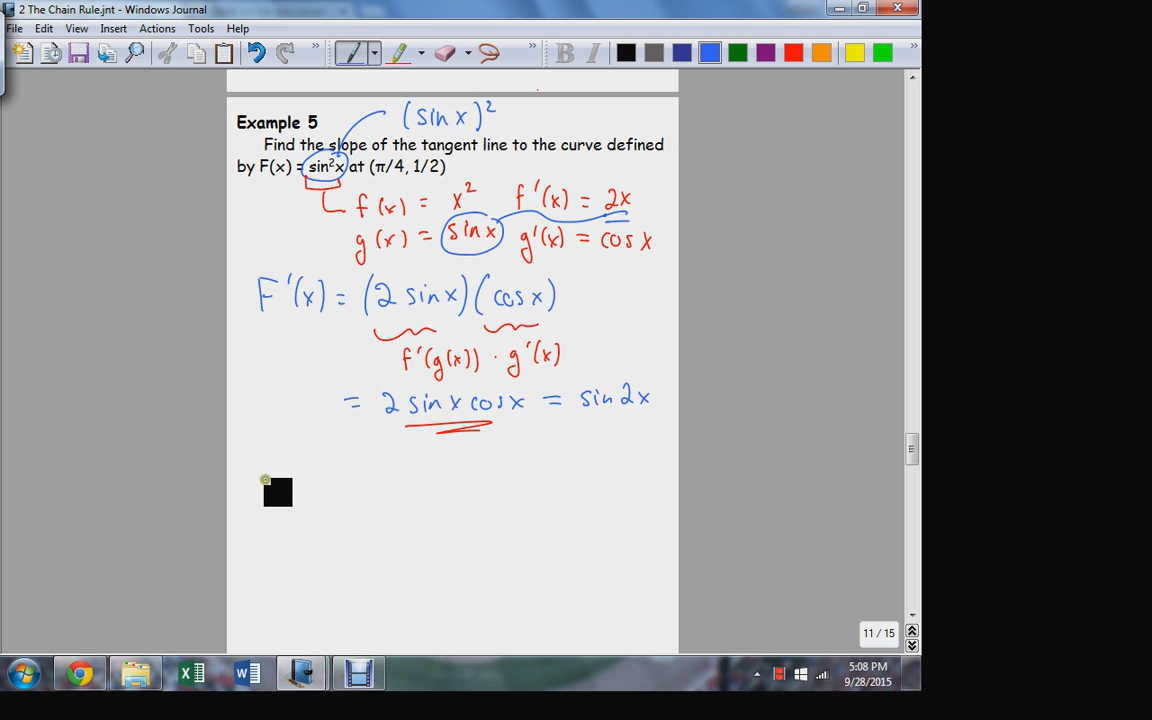 2 The Chain Rule.jnt - Windows Journal
File Edit View Insert Actions Tools Help
B I
Example 5
(sin x)²
Find the slope of the tangent line to the curve defined
by F(x) = sin²x at (π/4, 1/2)
f(x) = x² f'(x) = 2x
g(x) = sin x g'(x) = cos x
F'(x) = (2 sin x)(cos x)
f'(g(x)) · g'(x)
= 2 sin x cos x = sin 2x
11 / 15
5:08 PM
9/28/2015